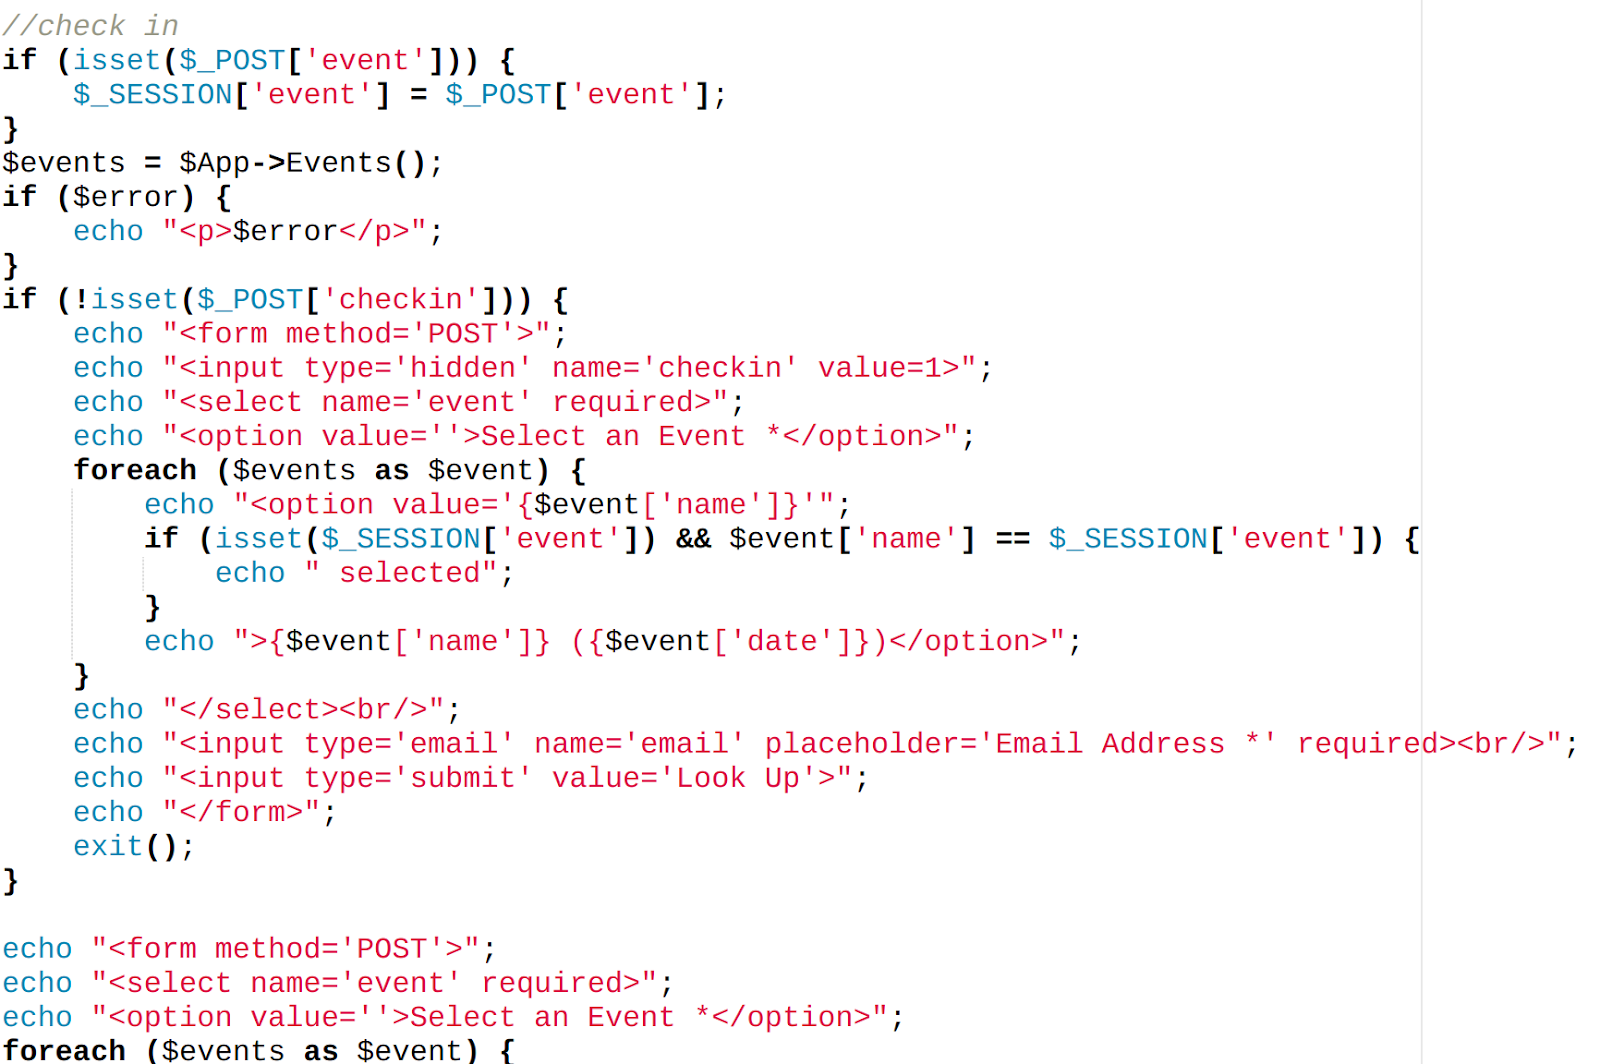 //check in
if (isset($_POST['event'])) {
    $_SESSION['event'] = $_POST['event'];
}
$events = $App->Events();
if ($error) {
    echo "<p>$error</p>";
}
if (!isset($_POST['checkin'])) {
    echo "<form method='POST'>";
    echo "<input type='hidden' name='checkin' value=1>";
    echo "<select name='event' required>";
    echo "<option value=''>Select an Event *</option>";
    foreach ($events as $event) {
        echo "<option value='{$event['name']}'";
        if (isset($_SESSION['event']) && $event['name'] == $_SESSION['event']) {
            echo " selected";
        }
        echo ">{$event['name']} ({$event['date']})</option>";
    }
    echo "</select><br/>";
    echo "<input type='email' name='email' placeholder='Email Address *' required><br/>";
    echo "<input type='submit' value='Look Up'>";
    echo "</form>";
    exit();
}

echo "<form method='POST'>";
echo "<select name='event' required>";
echo "<option value=''>Select an Event *</option>";
foreach ($events as $event) {